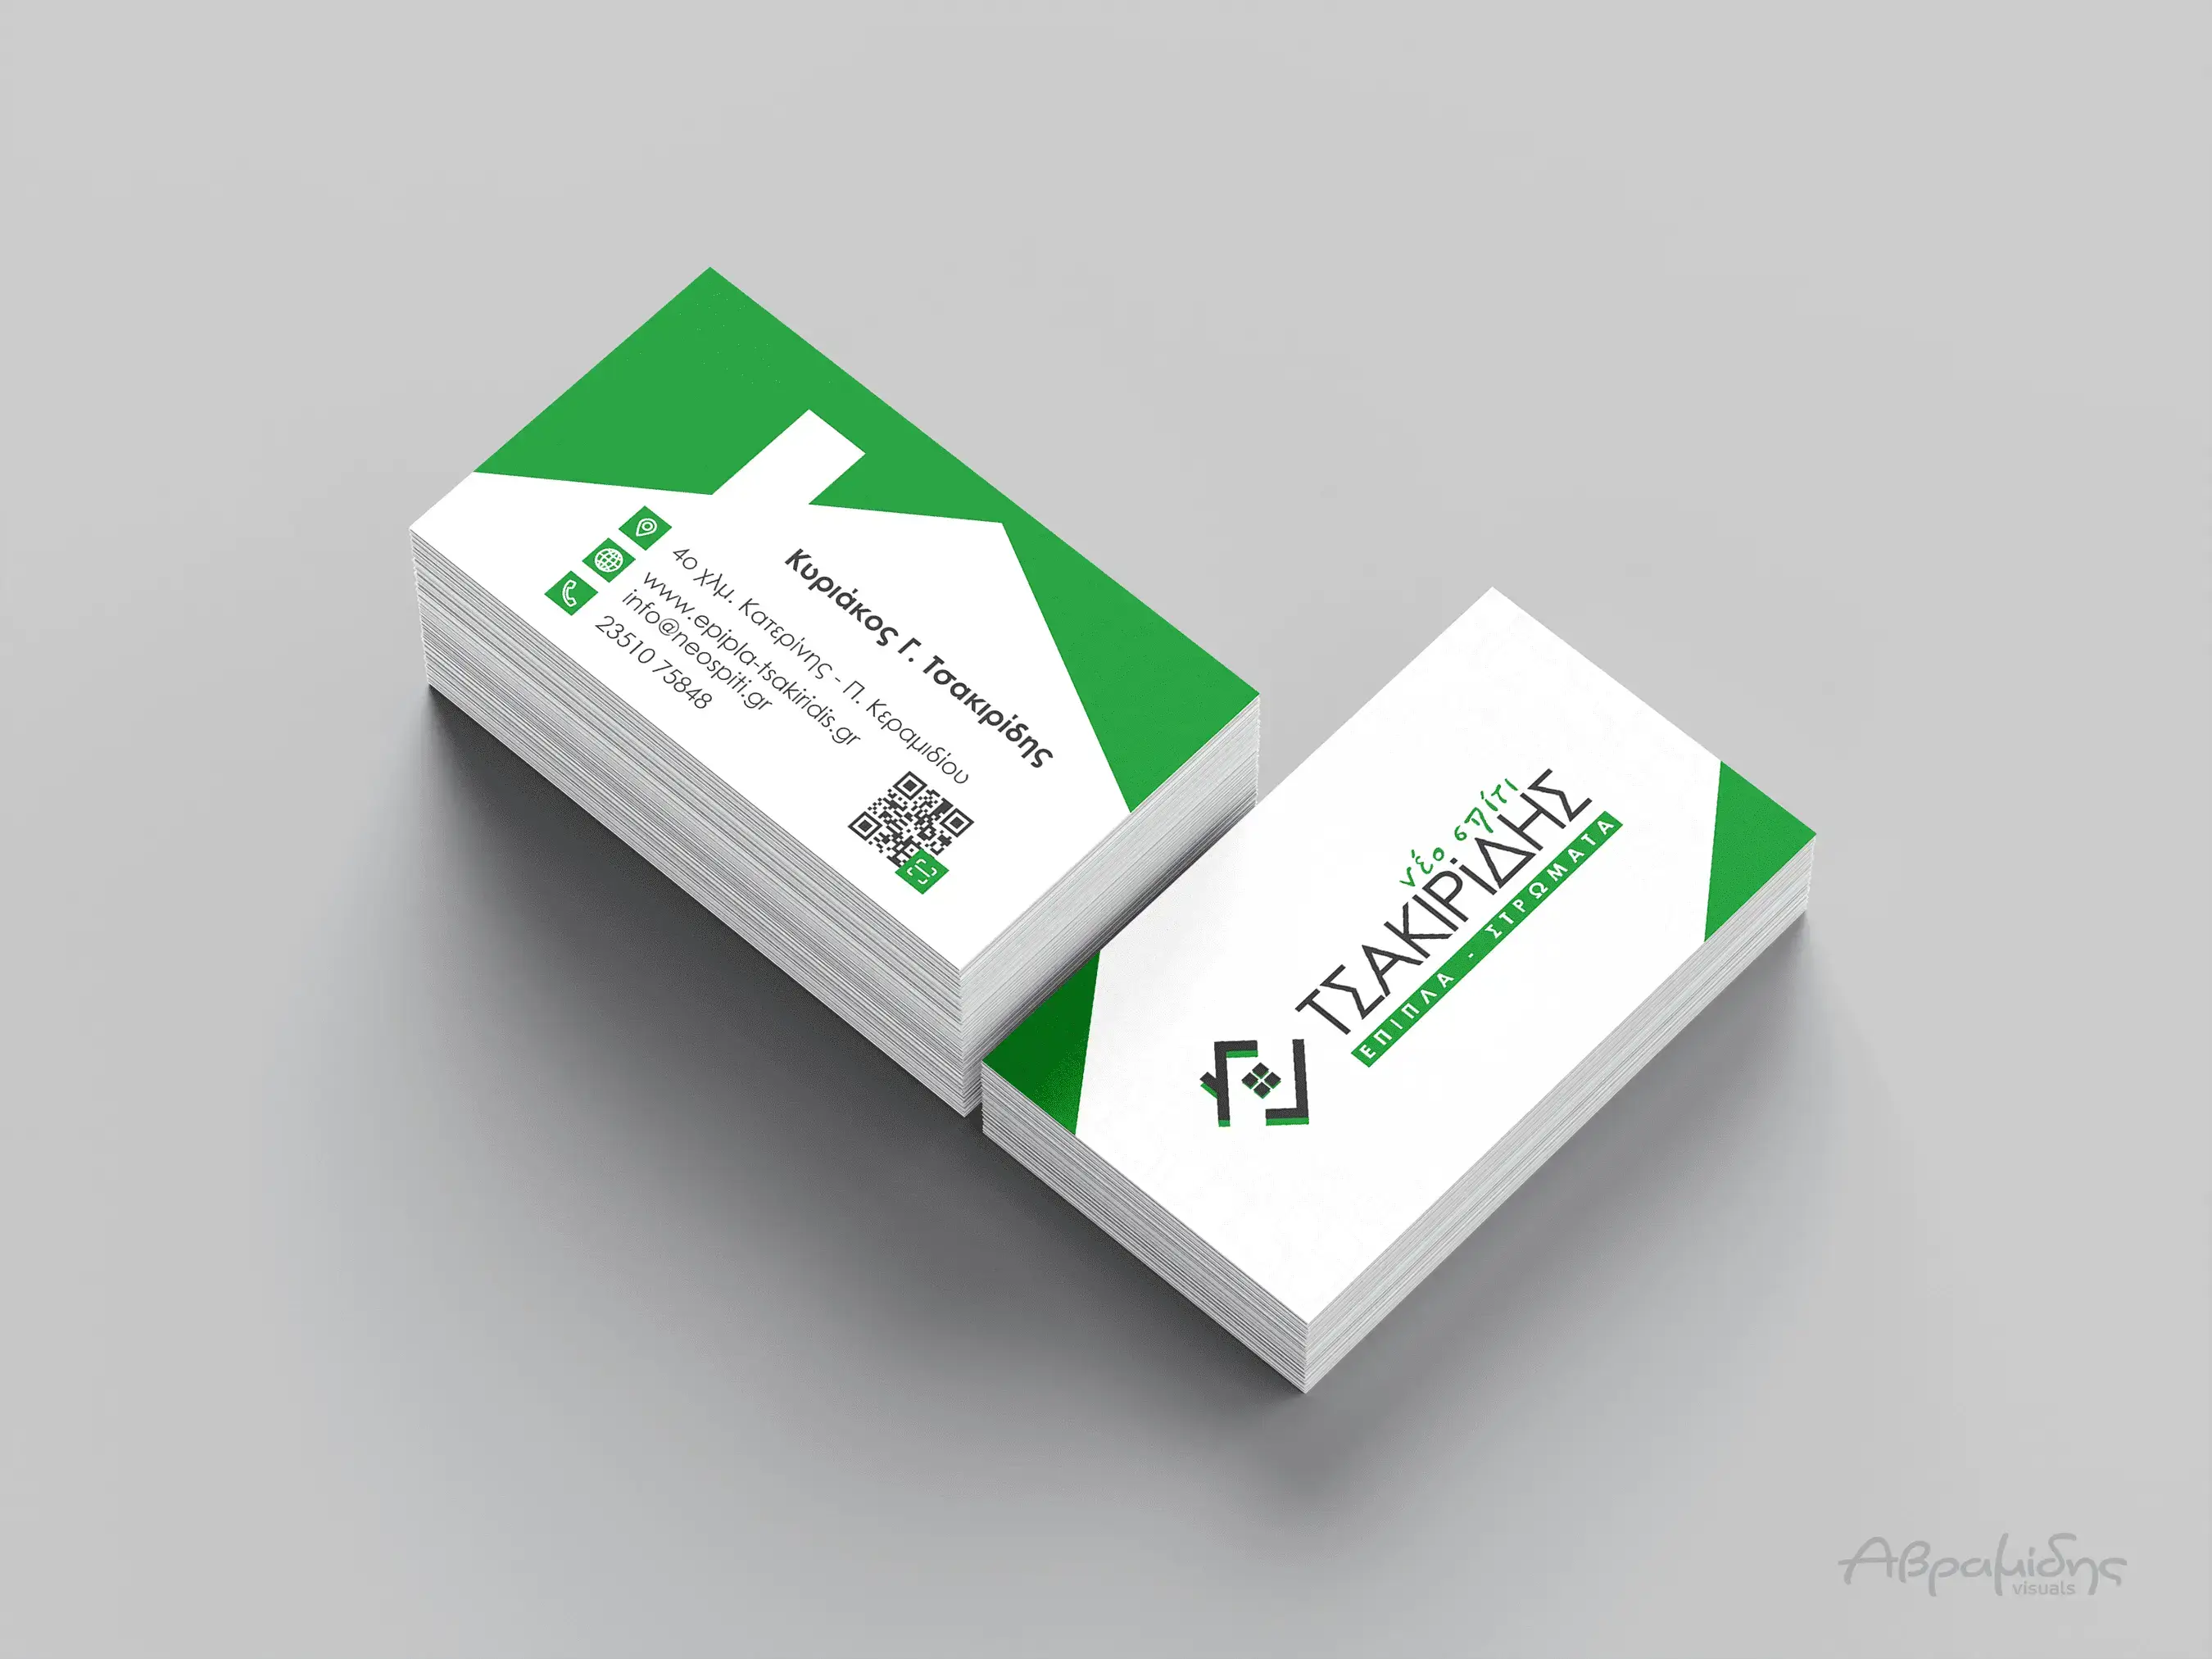 Κυριάκος Γ. Τσακιρίδης
4ο χλμ. Κατερίνης - Π. Κεραμιδίου
www.epipla-tsakiridis.gr
info@neospiti.gr
23510 75848
νέο σπίτι
ΤΣΑΚΙΡίΔΗΣ
ΕΠΙΠΛΑ - ΣΤΡΩΜΑΤΑ
Αβραμίδης
visuals